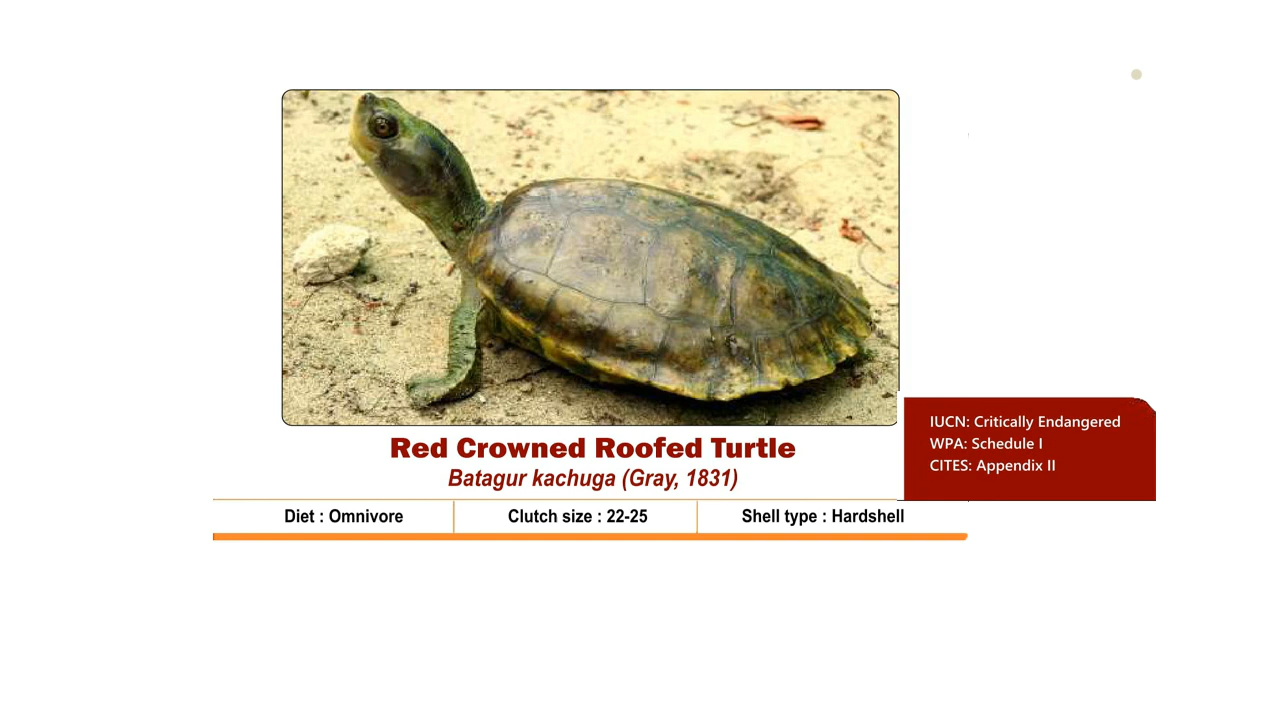 Red Crowned Roofed Turtle
Batagur kachuga (Gray, 1831)
Diet : Omnivore
Clutch size : 22-25
Shell type : Hardshell
IUCN: Critically Endangered
WPA: Schedule I
CITES: Appendix II